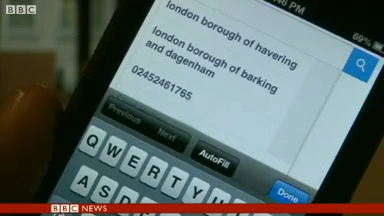 BBC
:46 PM
69%
london borough of havering
london borough of barking
and dagenham
02452461765
Previous Next AutoFill Done
Q W E R T Y
A S D
BBC NEWS
BBC